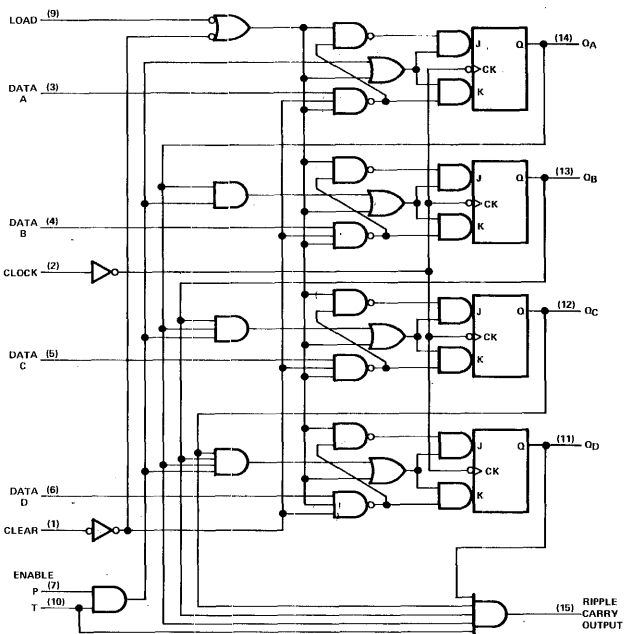 LOAD (9)
(14) QA
J Q
CK
K
DATA A (3)
(13) QB
J Q
CK
K
DATA B (4)
CLOCK (2)
(12) QC
J Q
CK
K
DATA C (5)
(11) QD
J Q
CK
K
DATA D (6)
CLEAR (1)
ENABLE
P (7)
T (10)
(15) RIPPLE CARRY OUTPUT